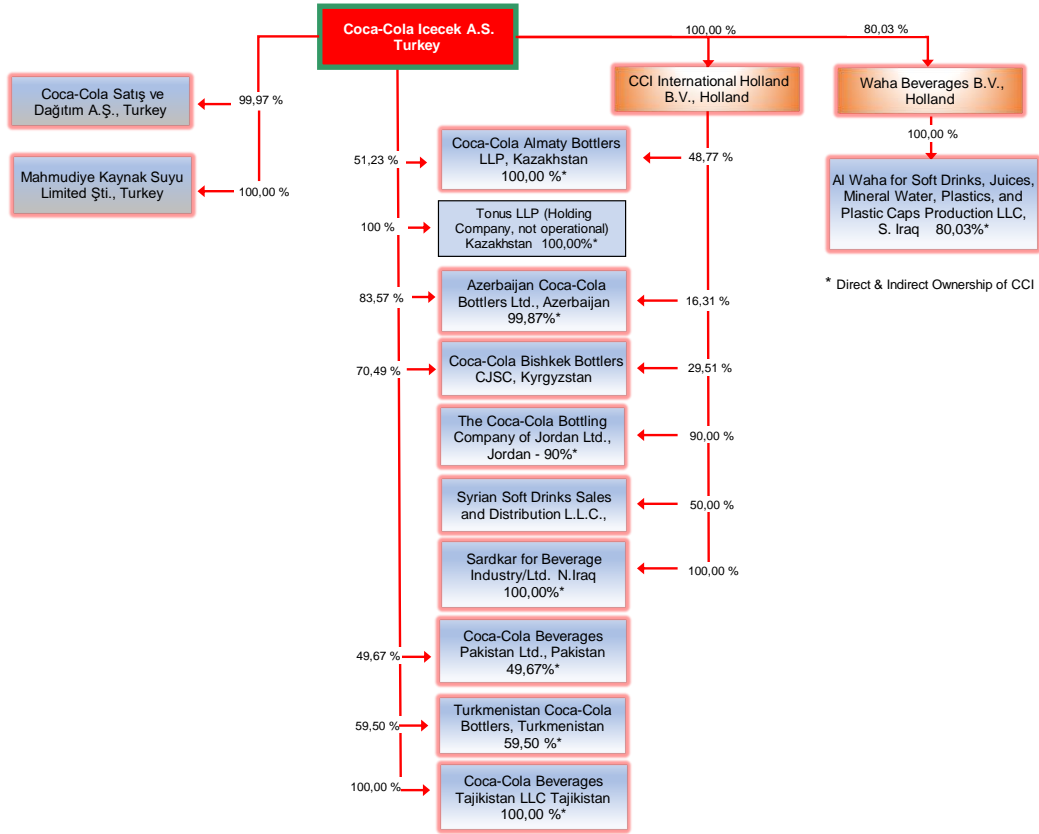 Coca-Cola Icecek A.S.
Turkey
100,00 %
80,03 %
CCI International Holland
B.V., Holland
Waha Beverages B.V.,
Holland
Coca-Cola Satış ve
Dağıtım A.Ş., Turkey
99,97 %
Mahmudiye Kaynak Suyu
Limited Şti., Turkey
100,00 %
51,23 %
Coca-Cola Almaty Bottlers
LLP, Kazakhstan
100,00 %*
48,77 %
100,00 %
Al Waha for Soft Drinks, Juices,
Mineral Water, Plastics, and
Plastic Caps Production LLC,
S. Iraq 80,03%*
100 %
Tonus LLP (Holding
Company, not operational)
Kazakhstan 100,00%*
* Direct & Indirect Ownership of CCI
83,57 %
Azerbaijan Coca-Cola
Bottlers Ltd., Azerbaijan
99,87%*
16,31 %
70,49 %
Coca-Cola Bishkek Bottlers
CJSC, Kyrgyzstan
29,51 %
The Coca-Cola Bottling
Company of Jordan Ltd.,
Jordan - 90%*
90,00 %
Syrian Soft Drinks Sales
and Distribution L.L.C.,
50,00 %
Sardkar for Beverage
Industry/Ltd. N.Iraq
100,00%*
100,00 %
49,67 %
Coca-Cola Beverages
Pakistan Ltd., Pakistan
49,67%*
59,50 %
Turkmenistan Coca-Cola
Bottlers, Turkmenistan
59,50 %*
100,00 %
Coca-Cola Beverages
Tajikistan LLC Tajikistan
100,00 %*